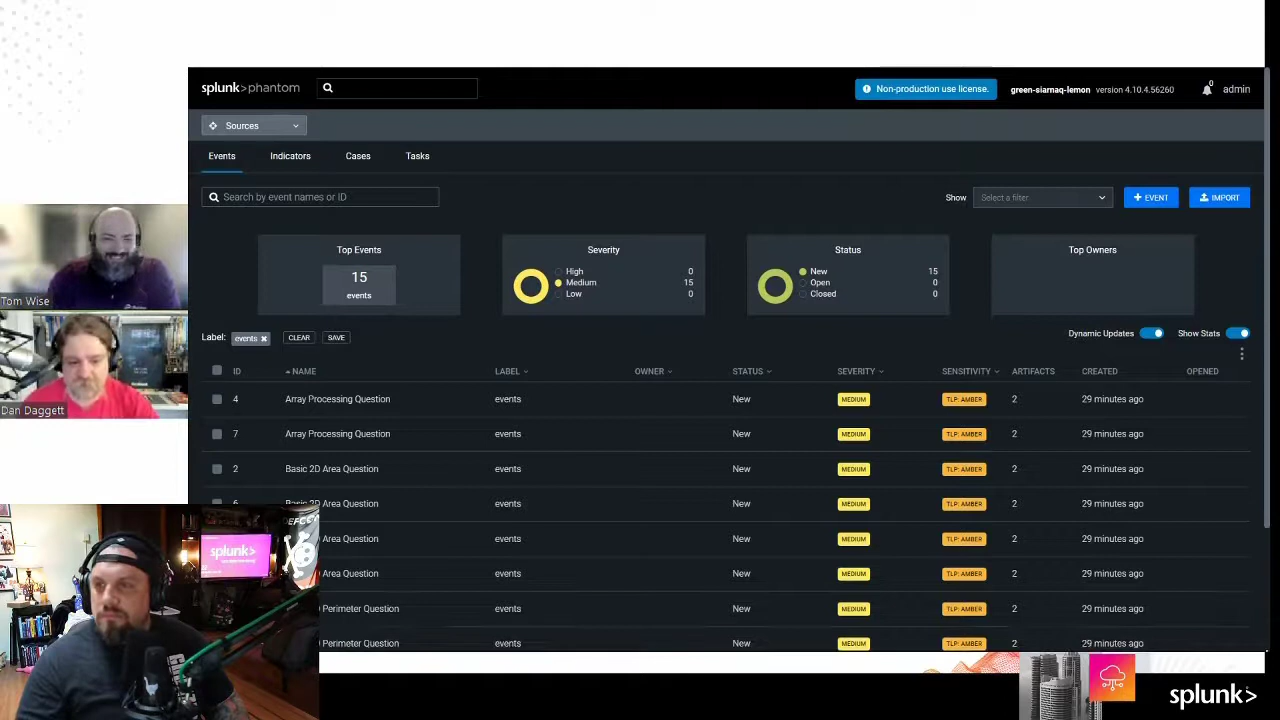 splunk>phantom
Non-production use license.
green-siarnaq-lemon version 4.10.4.56260
0
admin
Sources
Events Indicators Cases Tasks
Search by event names or ID
Show Select a filter
+ EVENT
IMPORT
Top Events
15
events
Severity
High 0
Medium 15
Low 0
Status
New 15
Open 0
Closed 0
Top Owners
Label: events × CLEAR SAVE
Dynamic Updates Show Stats
ID NAME LABEL OWNER STATUS SEVERITY SENSITIVITY ARTIFACTS CREATED OPENED
4 Array Processing Question events New MEDIUM TLP: AMBER 2 29 minutes ago
7 Array Processing Question events New MEDIUM TLP: AMBER 2 29 minutes ago
2 Basic 2D Area Question events New MEDIUM TLP: AMBER 2 29 minutes ago
6 Basic 2D Area Question events New MEDIUM TLP: AMBER 2 29 minutes ago
Area Question events New MEDIUM TLP: AMBER 2 29 minutes ago
Area Question events New MEDIUM TLP: AMBER 2 29 minutes ago
Perimeter Question events New MEDIUM TLP: AMBER 2 29 minutes ago
Perimeter Question events New MEDIUM TLP: AMBER 2 29 minutes ago
Tom Wise
Dan Daggett
splunk>
DEFCON
splunk>